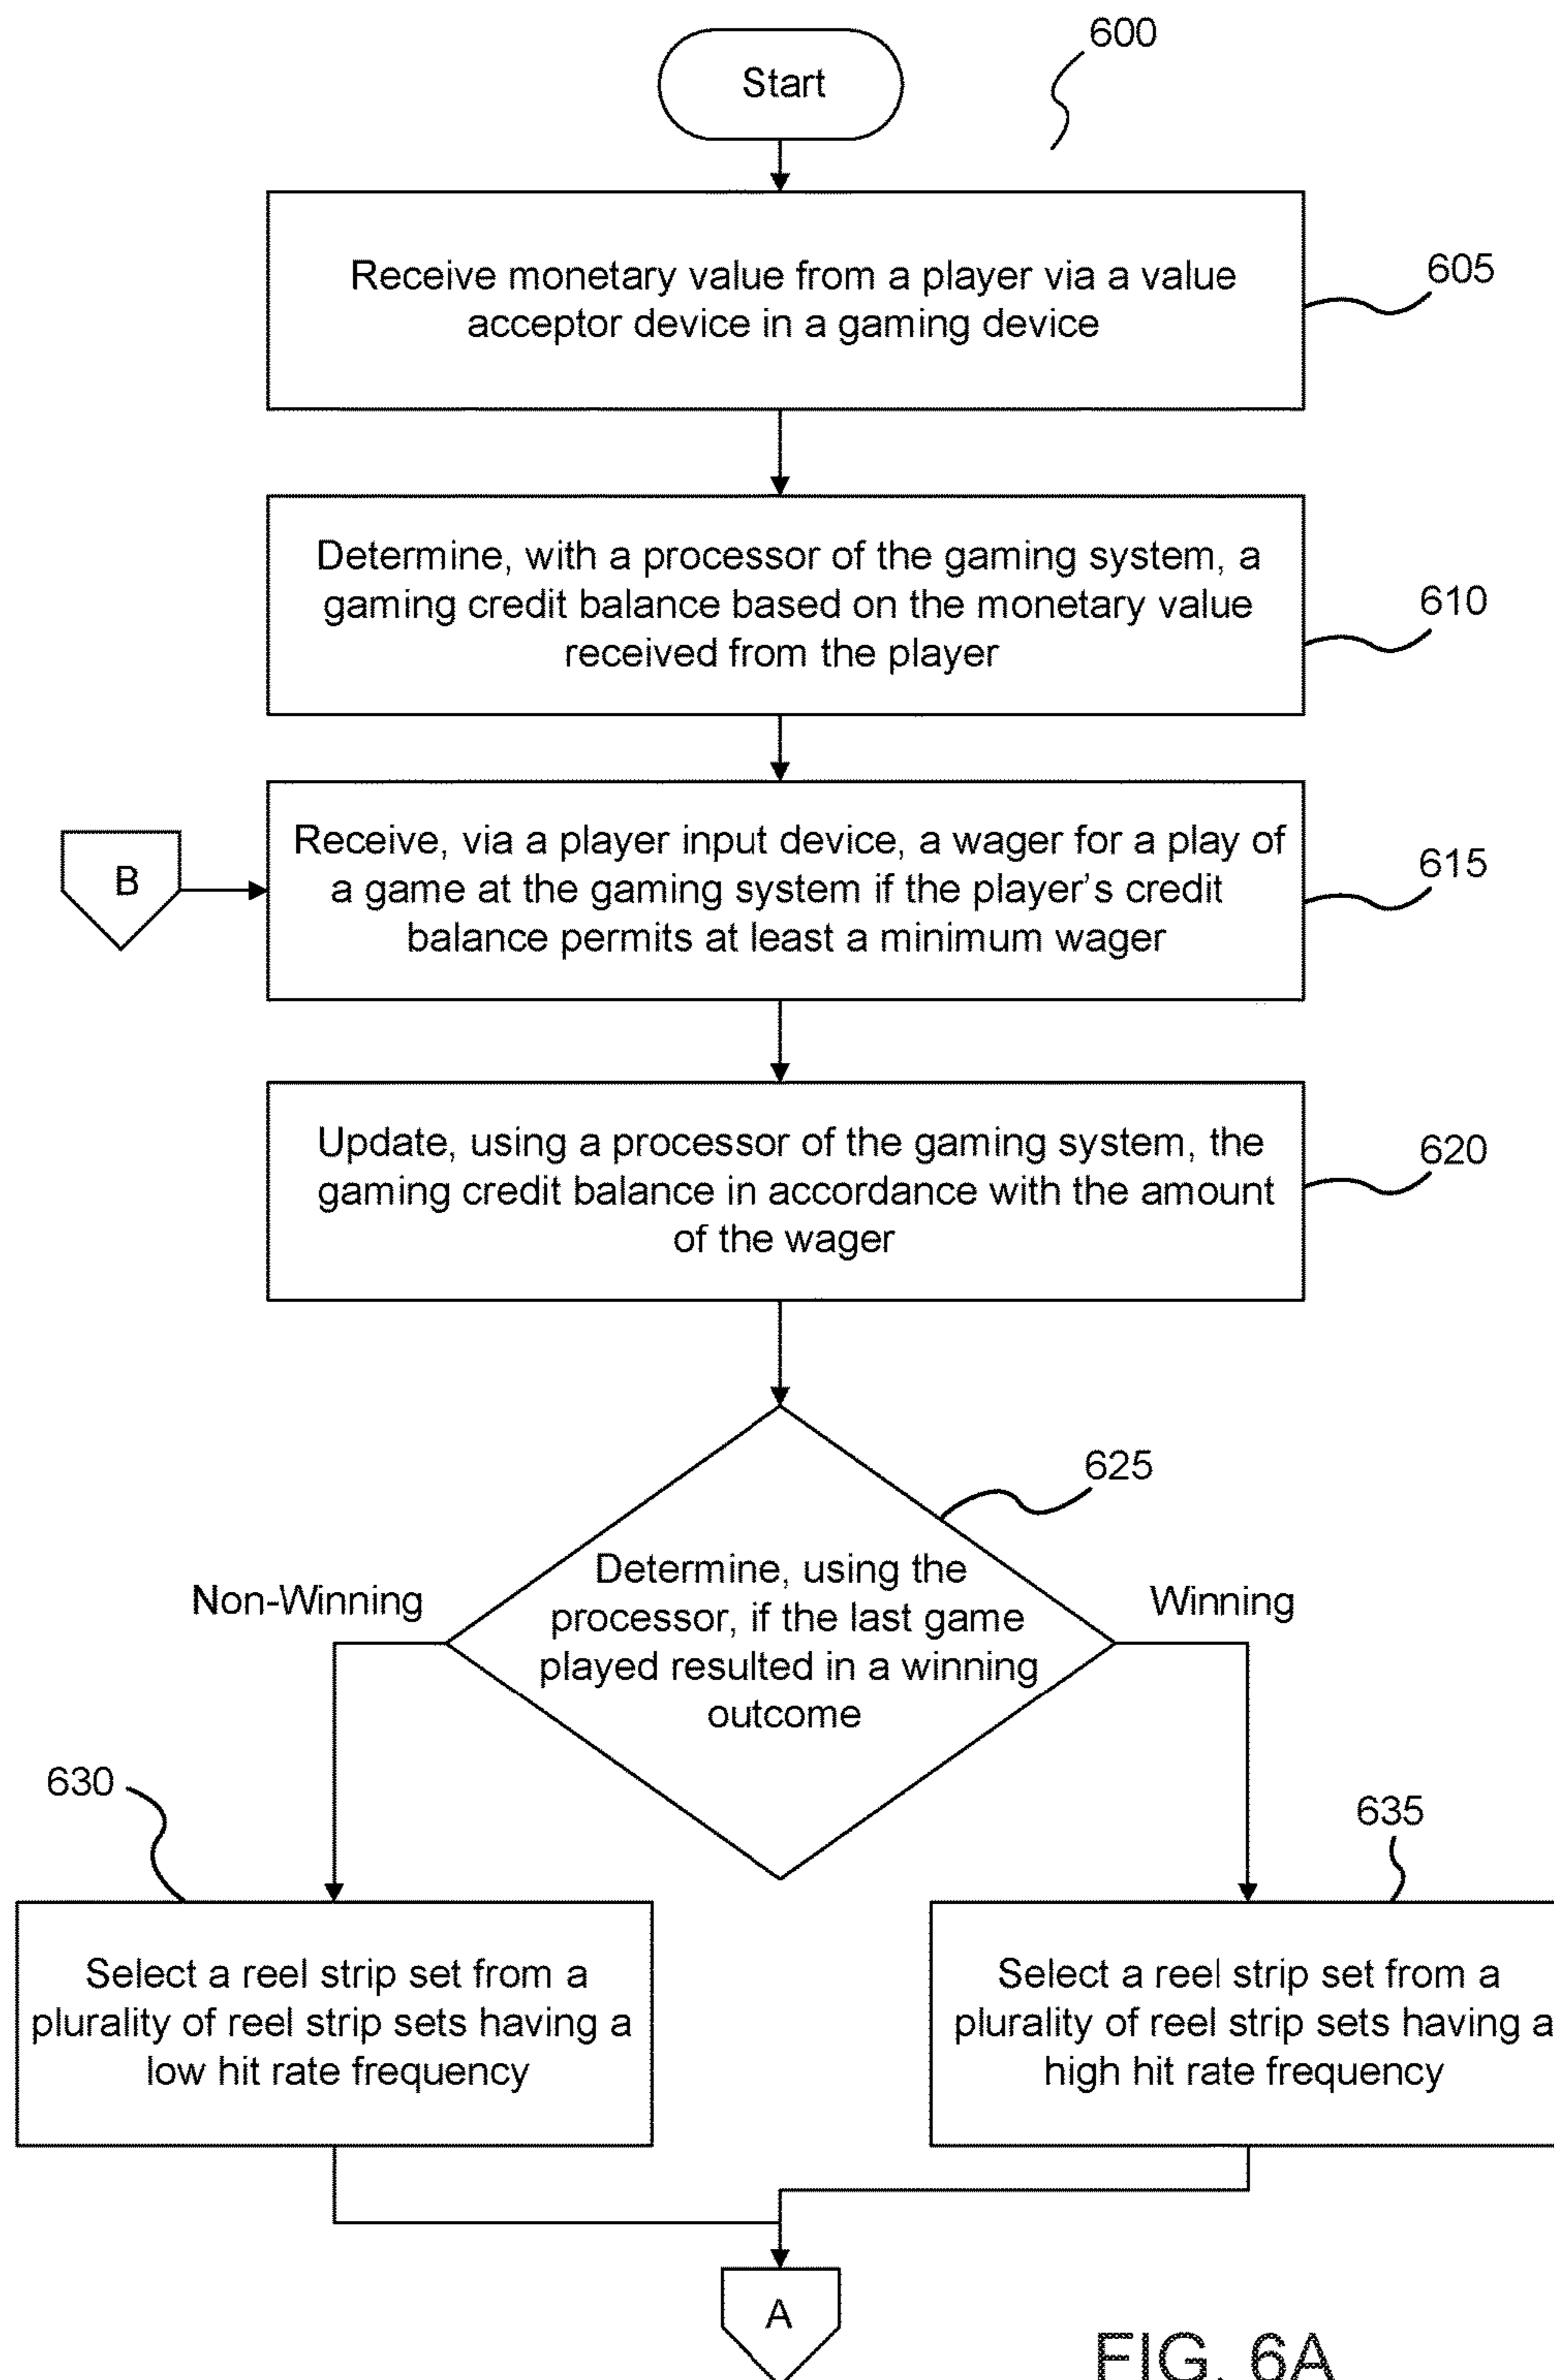 600
Start
Receive monetary value from a player via a value
acceptor device in a gaming device
605
Determine, with a processor of the gaming system, a
gaming credit balance based on the monetary value
received from the player
610
B
Receive, via a player input device, a wager for a play of
a game at the gaming system if the player's credit
balance permits at least a minimum wager
615
Update, using a processor of the gaming system, the
gaming credit balance in accordance with the amount
of the wager
620
625
Determine, using the
processor, if the last game
played resulted in a winning
outcome
Non-Winning
Winning
630
635
Select a reel strip set from a
plurality of reel strip sets having a
low hit rate frequency
Select a reel strip set from a
plurality of reel strip sets having a
high hit rate frequency
A
FIG. 6A